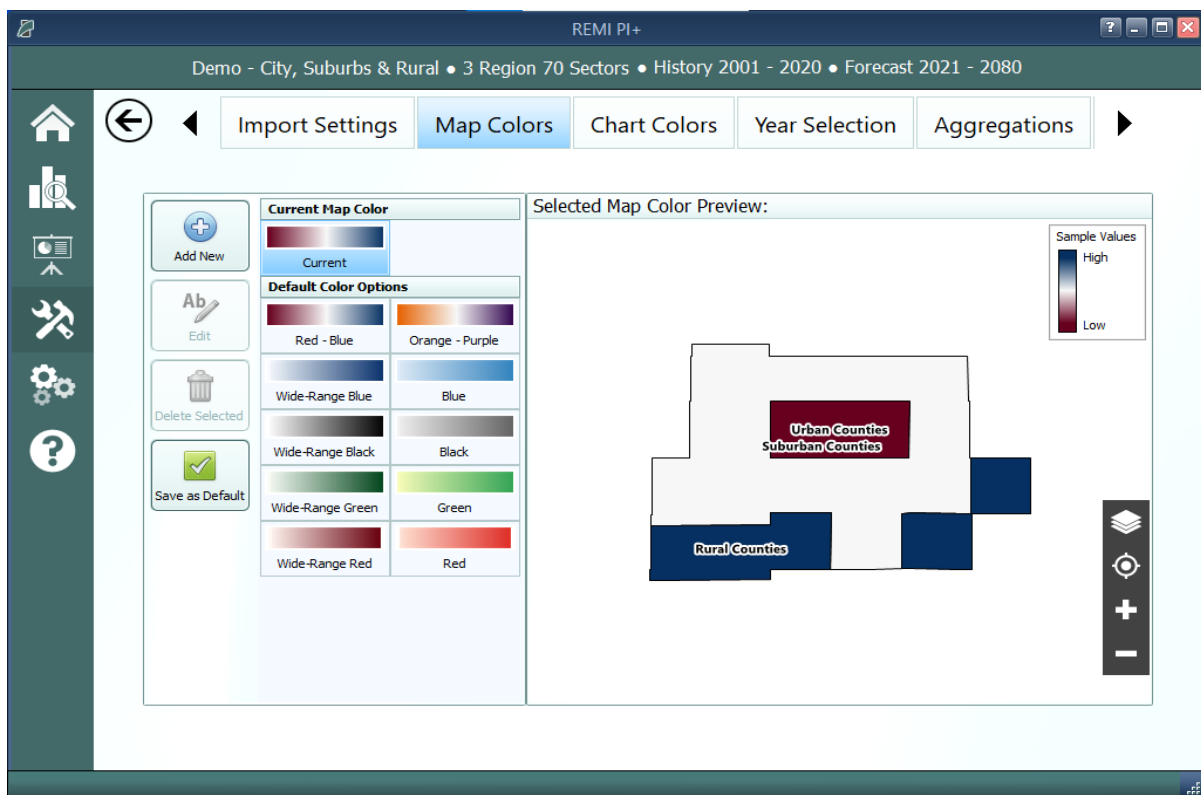 REMI PI+
?
Demo - City, Suburbs & Rural • 3 Region 70 Sectors • History 2001 - 2020 • Forecast 2021 - 2080
Import Settings
Map Colors
Chart Colors
Year Selection
Aggregations
Add New
Ab
Edit
Delete Selected
Save as Default
Current Map Color
Current
Default Color Options
Red - Blue
Orange - Purple
Wide-Range Blue
Blue
Wide-Range Black
Black
Wide-Range Green
Green
Wide-Range Red
Red
Selected Map Color Preview:
Sample Values
High
Low
Urban Counties
Suburban Counties
Rural Counties
?